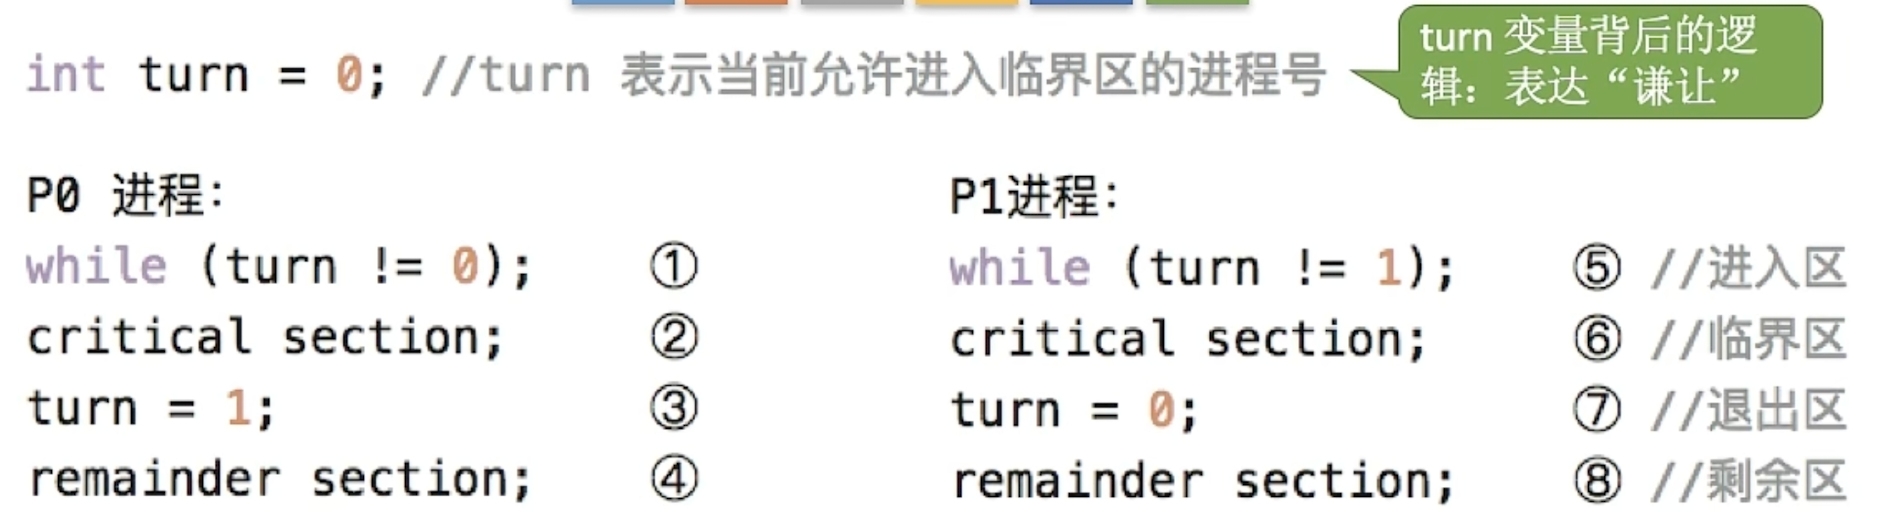 int turn = 0; //turn 表示当前允许进入临界区的进程号
turn 变量背后的逻
辑：表达“谦让”
P0 进程：
while (turn != 0); ①
critical section; ②
turn = 1; ③
remainder section; ④
P1进程：
while (turn != 1); ⑤ //进入区
critical section; ⑥ //临界区
turn = 0; ⑦ //退出区
remainder section; ⑧ //剩余区